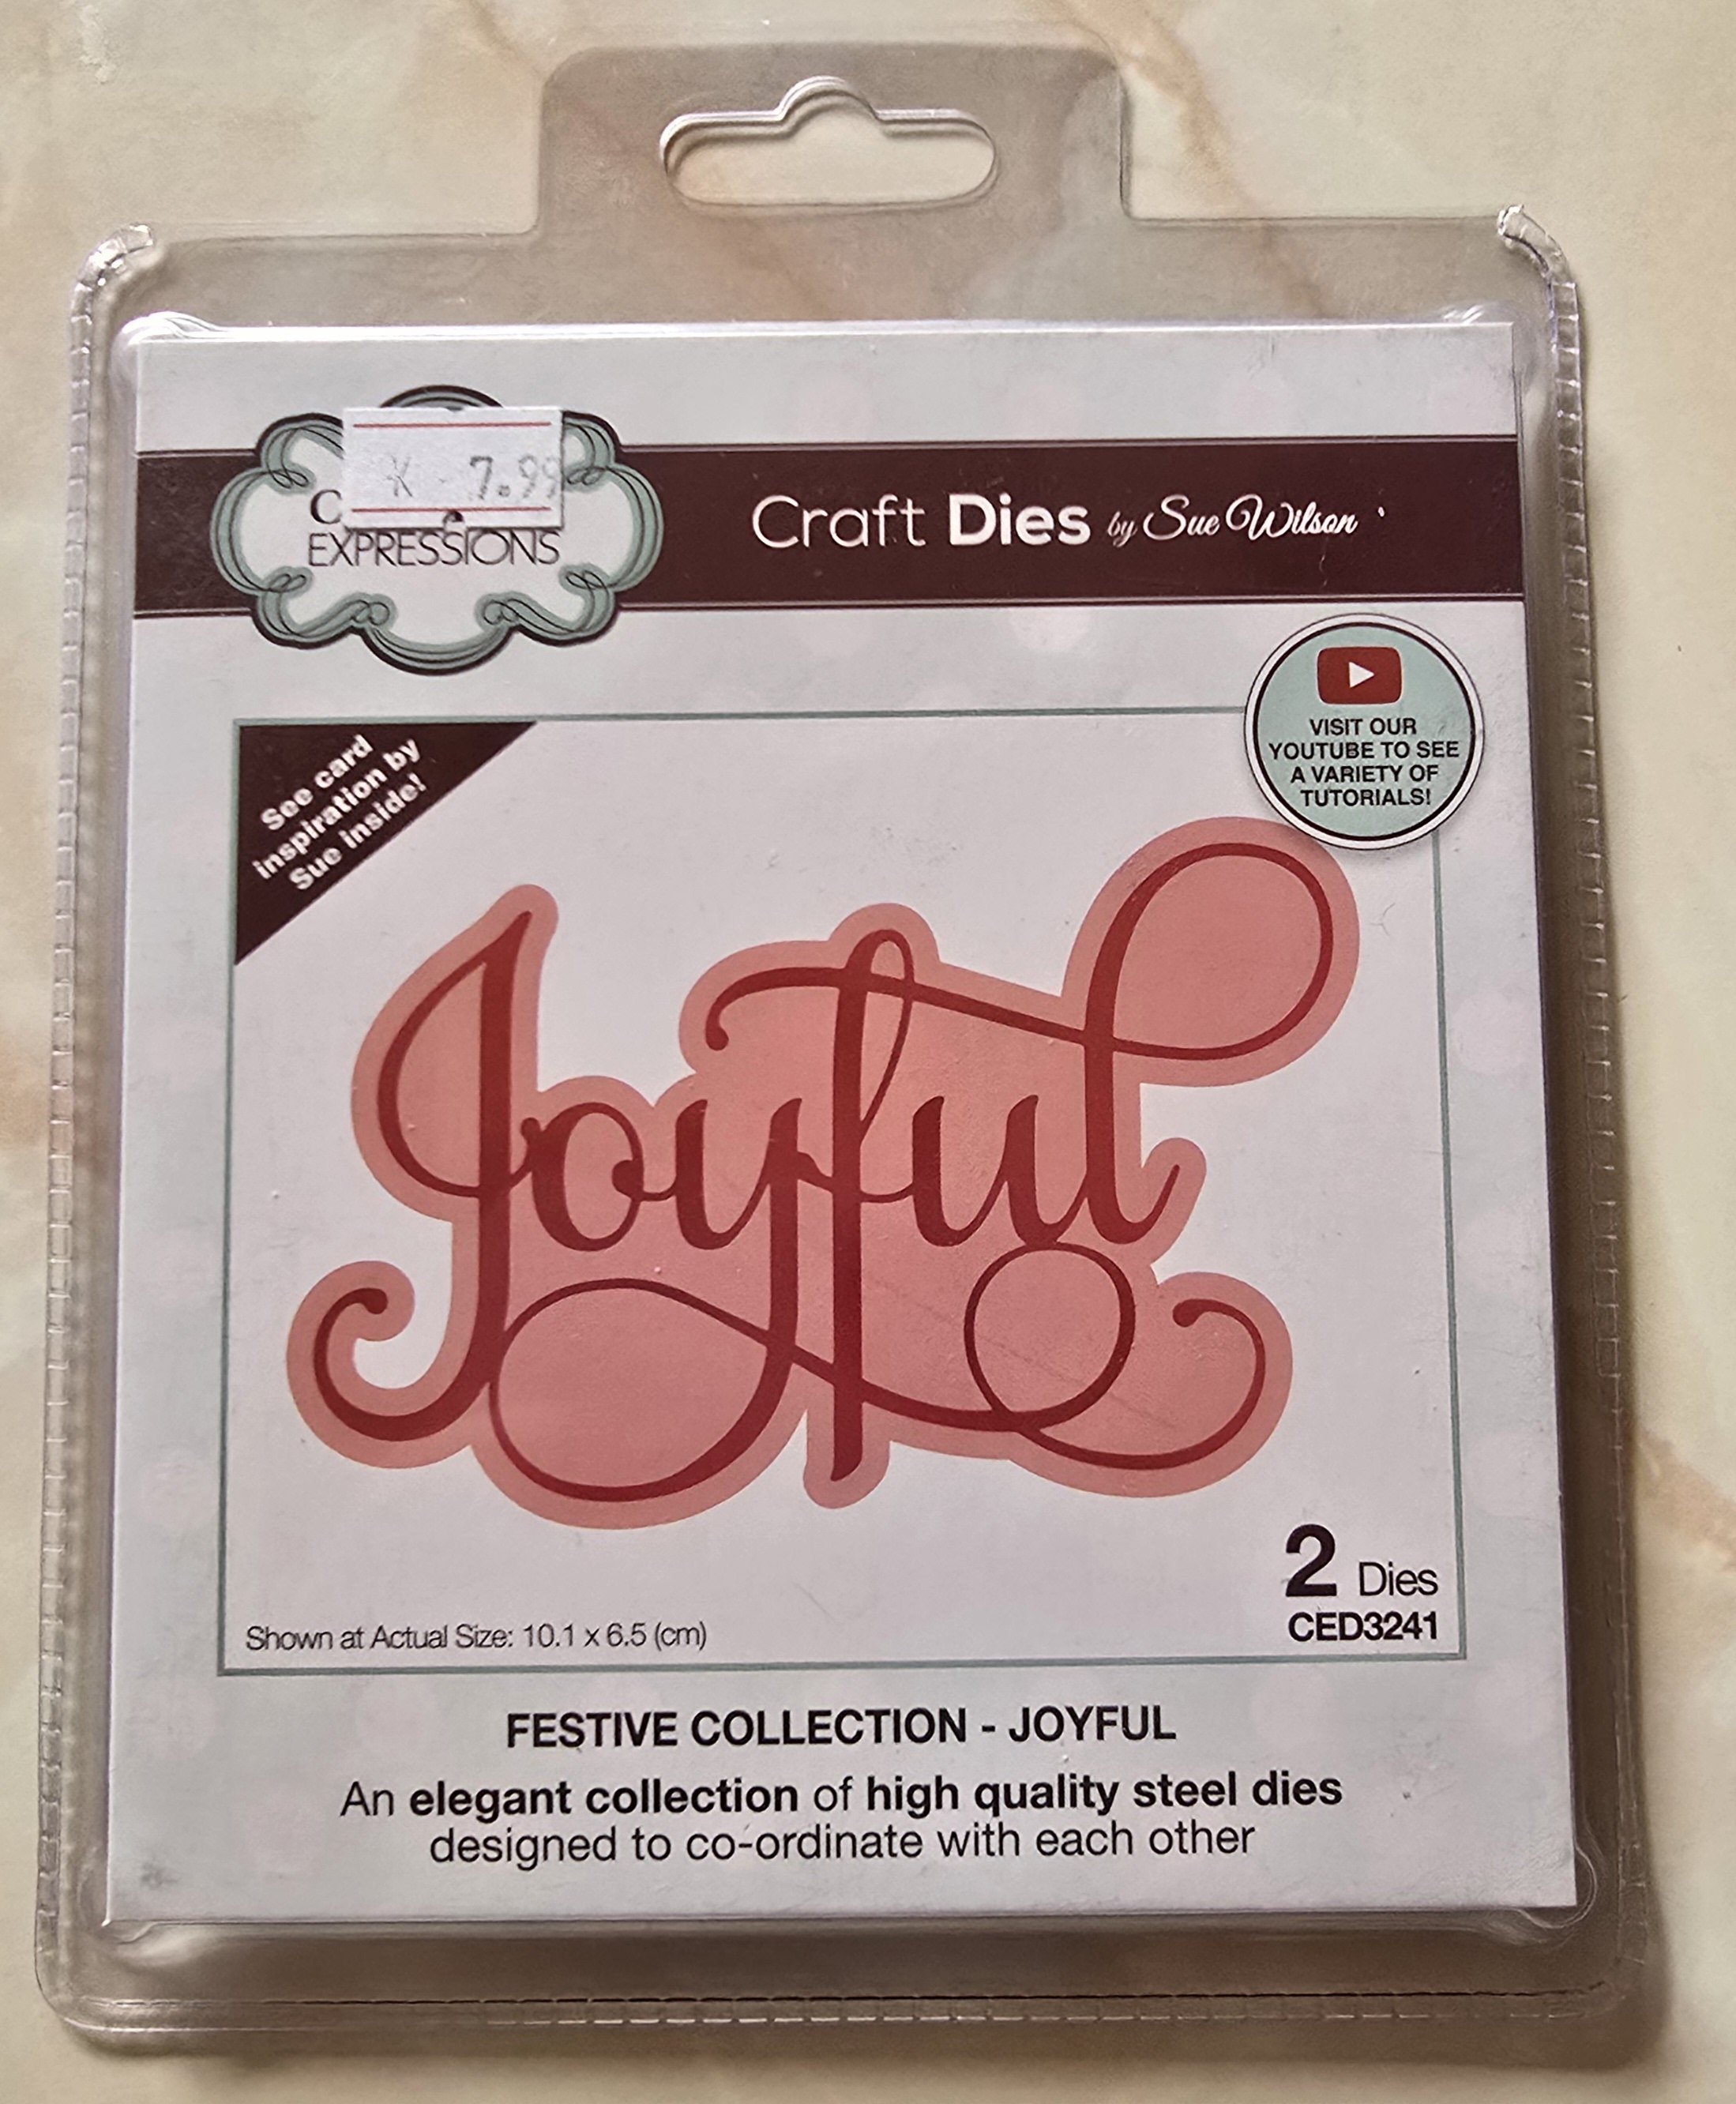 7.99
EXPRESSIONS
Craft Dies by Sue Wilson
See card
inspiration by
Sue inside!
VISIT OUR
YOUTUBE TO SEE
A VARIETY OF
TUTORIALS!
Joyful
2 Dies
CED3241
Shown at Actual Size: 10.1 x 6.5 (cm)
FESTIVE COLLECTION - JOYFUL
An elegant collection of high quality steel dies
designed to co-ordinate with each other